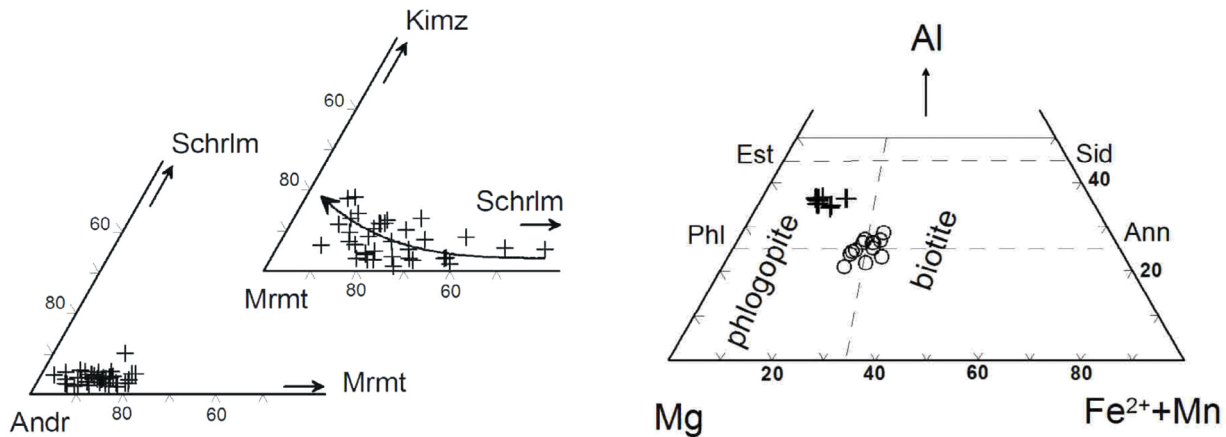 Kimz
60
80
Schrlm
Mrmt
80
60
Schrlm
60
80
Mrmt
Andr
80
60
Al
Est
Sid
40
Phl
Ann
20
phlogopite
biotite
20
40
60
80
Mg
Fe²⁺+Mn